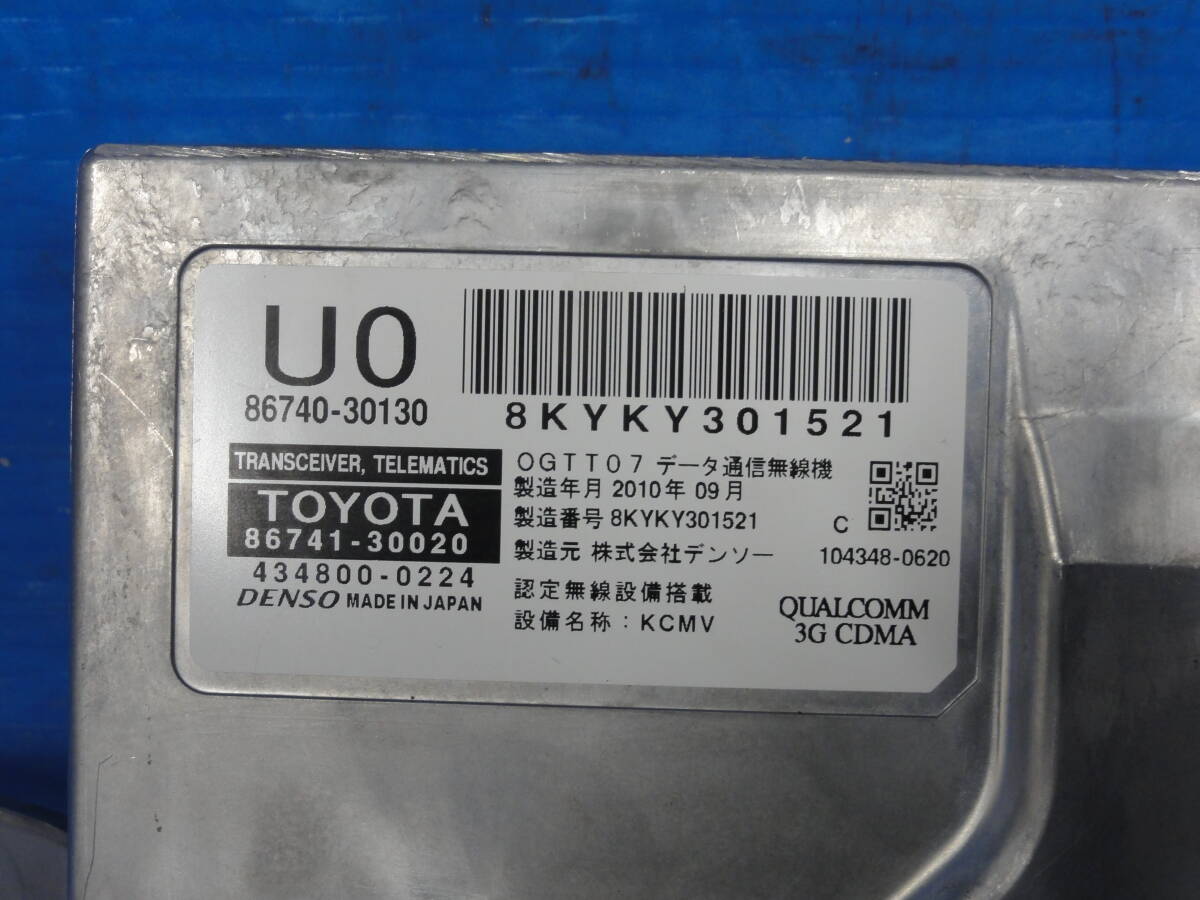 U0
86740-30130
8KYKY301521
TRANSCEIVER, TELEMATICS
TOYOTA
86741-30020
434800-0224
DENSO MADE IN JAPAN
OGTT07 データ通信無線機
製造年月 2010年 09月
製造番号 8KYKY301521
製造元 株式会社デンソー
認定無線設備搭載
設備名称：KCMV
C
104348-0620
QUALCOMM
3G CDMA